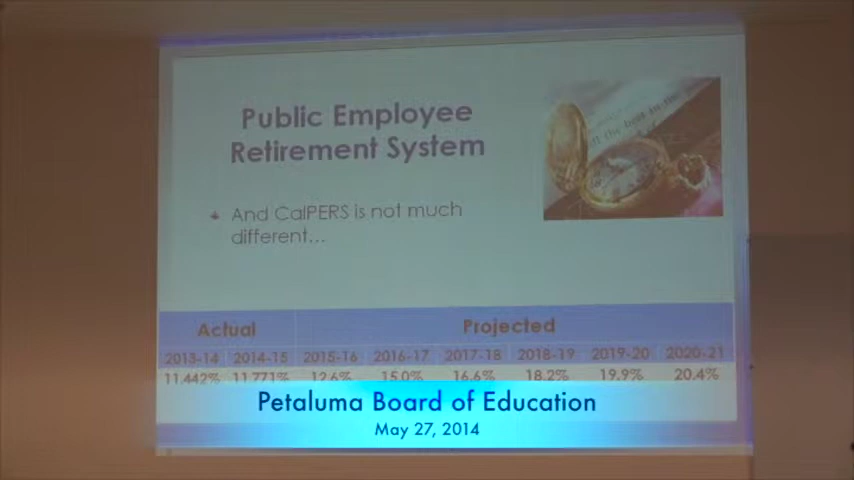 Public Employee
Retirement System
And CalPERS is not much
different...
Actual Projected
2013-14 2014-15 2015-16 2016-17 2017-18 2018-19 2019-20 2020-21
11.442% 11.771% 12.6% 15.0% 16.6% 18.2% 19.9% 20.4%
Petaluma Board of Education
May 27, 2014